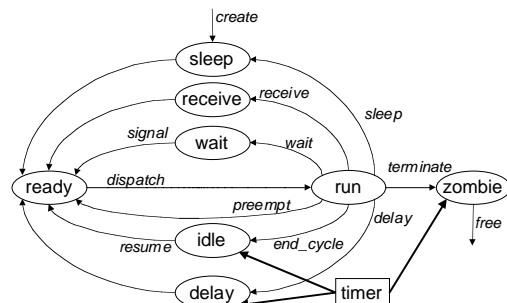 create
sleep
receive
receive
sleep
signal
wait
wait
terminate
dispatch
ready
run
zombie
preempt
delay
free
resume
idle
end_cycle
delay
timer